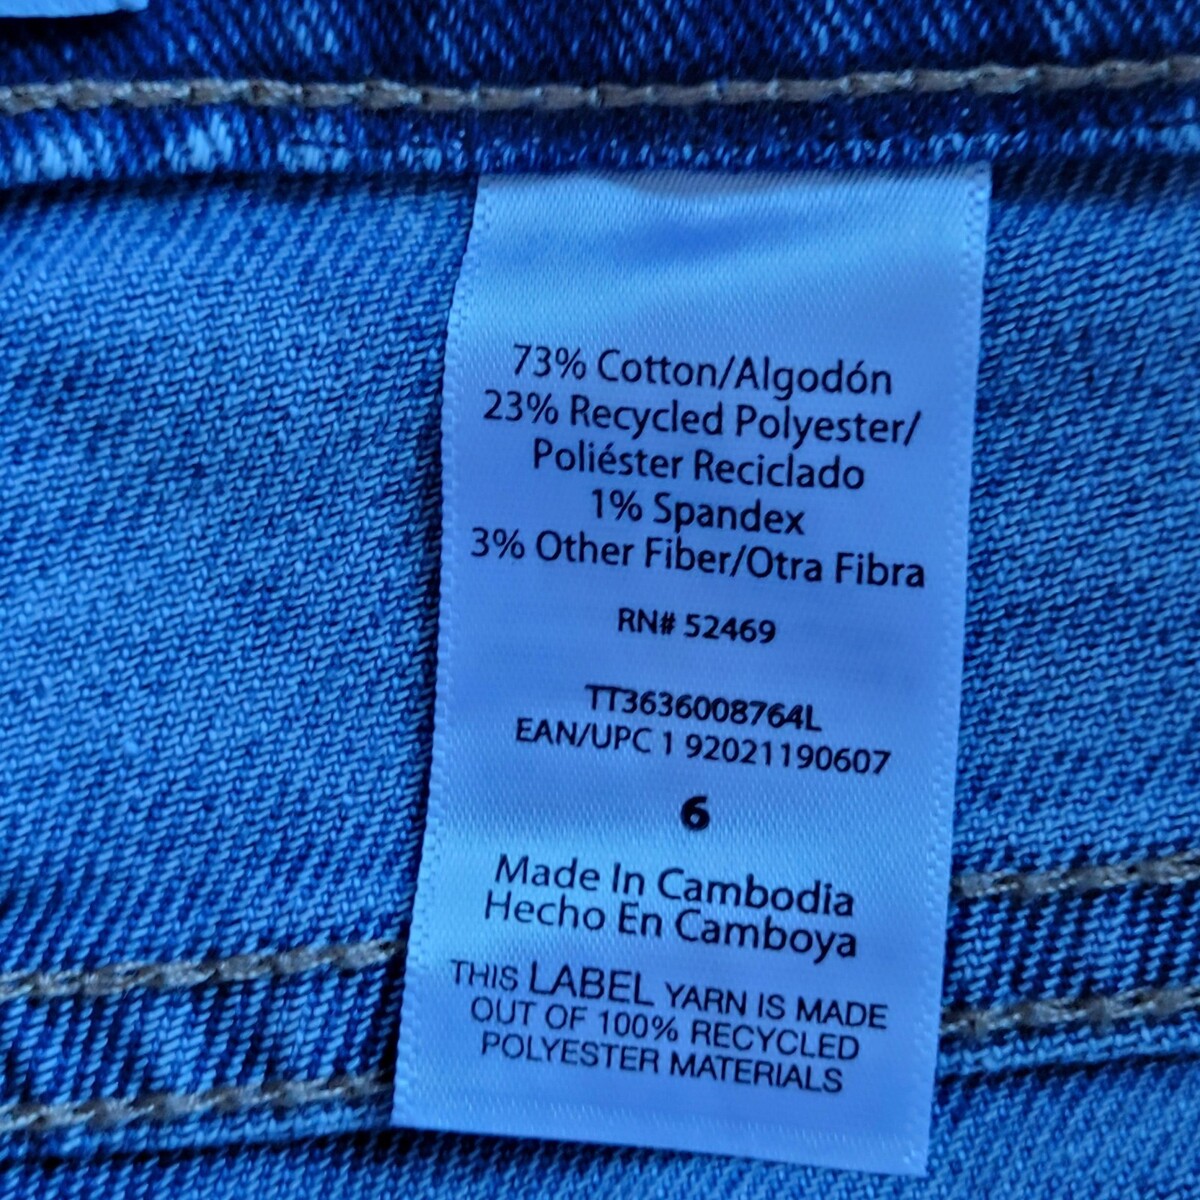 73% Cotton/Algodón
23% Recycled Polyester/
Poliéster Reciclado
1% Spandex
3% Other Fiber/Otra Fibra
RN# 52469
TT3636008764L
EAN/UPC 1 92021190607
6
Made In Cambodia
Hecho En Camboya
THIS LABEL YARN IS MADE
OUT OF 100% RECYCLED
POLYESTER MATERIALS